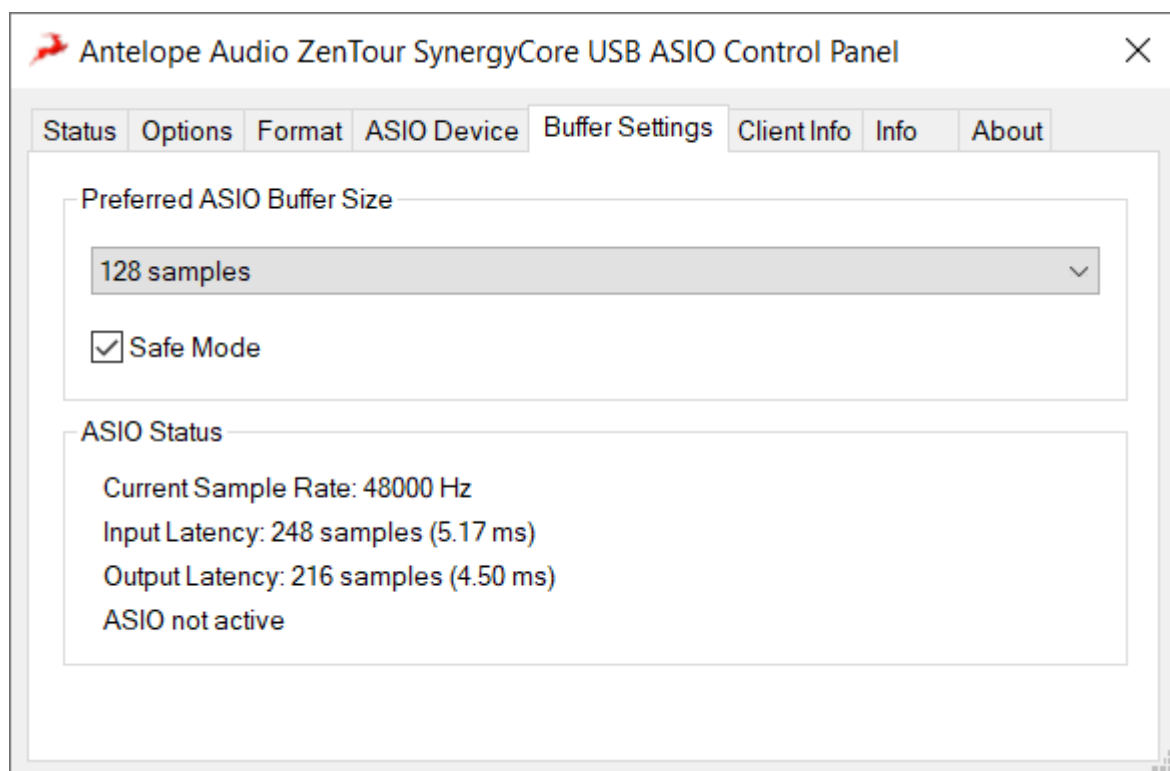 Antelope Audio ZenTour SynergyCore USB ASIO Control Panel
Status Options Format ASIO Device Buffer Settings Client Info Info About
Preferred ASIO Buffer Size
128 samples
Safe Mode
ASIO Status
Current Sample Rate: 48000 Hz
Input Latency: 248 samples (5.17 ms)
Output Latency: 216 samples (4.50 ms)
ASIO not active